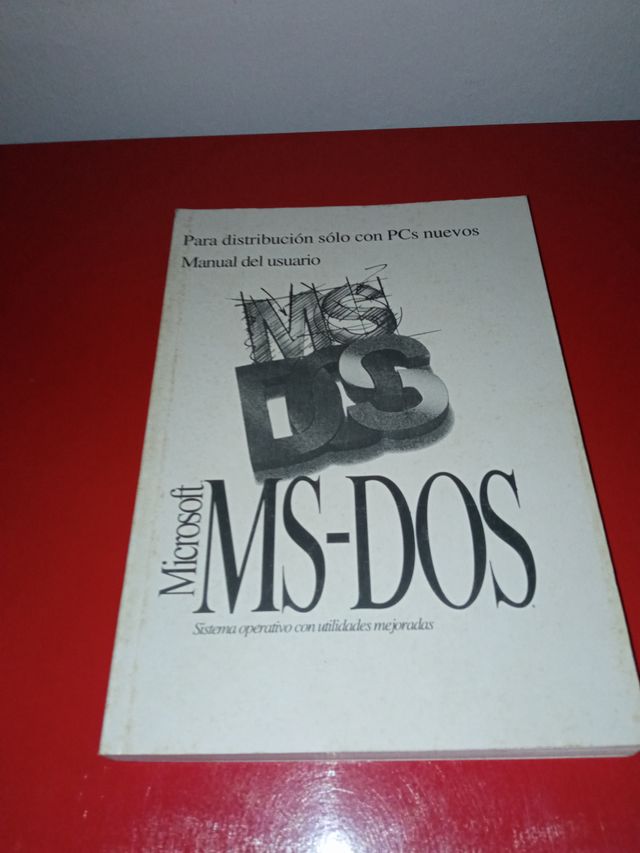 Para distribución sólo con PCs nuevos
Manual del usuario
MS
DOS
Microsoft
MS-DOS
Sistema operativo con utilidades mejoradas